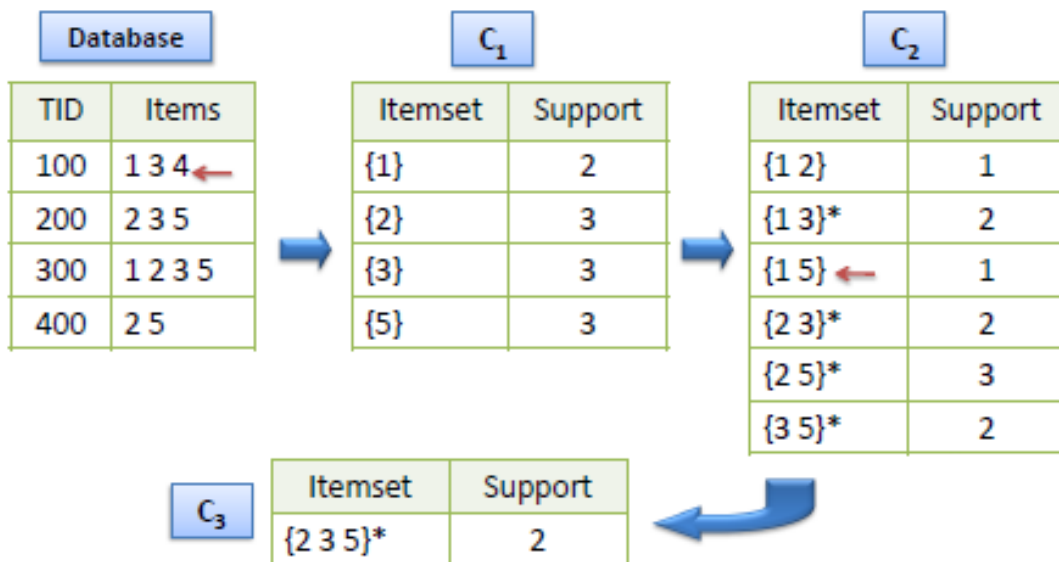 Database
TID Items
100 1 3 4
200 2 3 5
300 1 2 3 5
400 2 5
C1
Itemset Support
{1} 2
{2} 3
{3} 3
{5} 3
C2
Itemset Support
{1 2} 1
{1 3}* 2
{1 5} 1
{2 3}* 2
{2 5}* 3
{3 5}* 2
C3
Itemset Support
{2 3 5}* 2